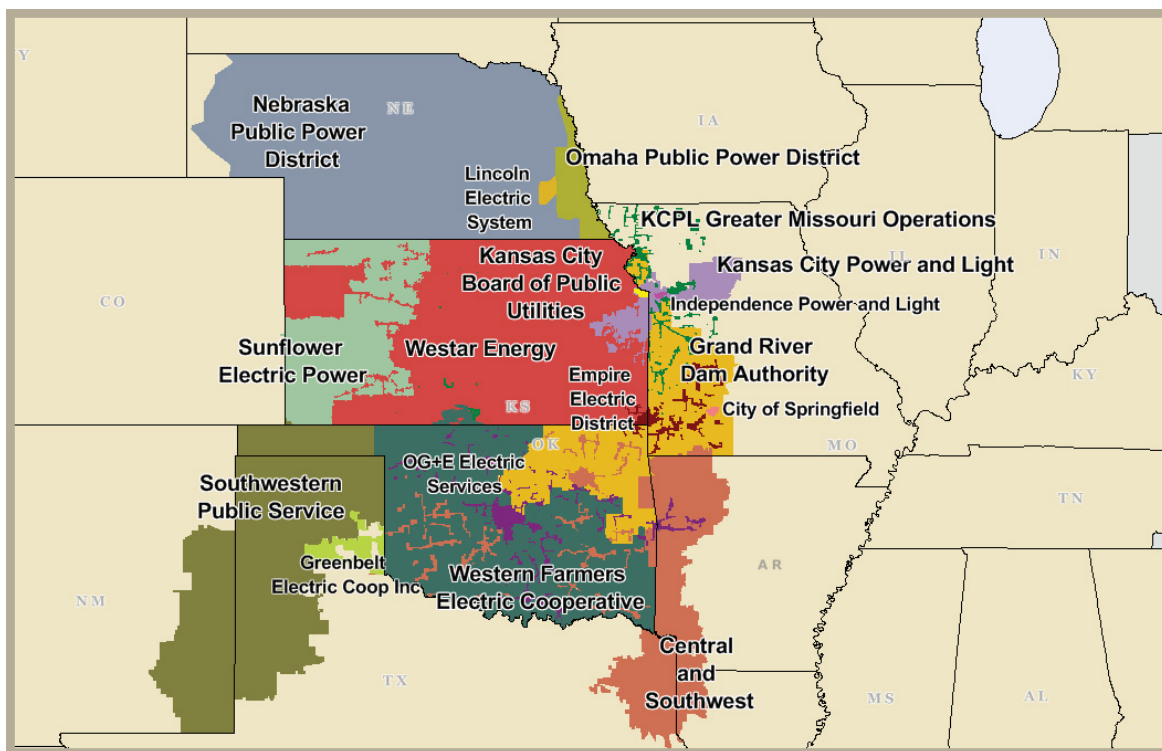 Y
NE
Nebraska
Public Power
District
IA
Omaha Public Power District
Lincoln
Electric
System
KCPL Greater Missouri Operations
Kansas City
Board of Public
Utilities
Kansas City Power and Light
IL
IN
CO
Independence Power and Light
Sunflower
Electric Power
Westar Energy
Grand River
Dam Authority
Empire
Electric
District
KS
City of Springfield
KY
MO
OK
OG+E Electric
Services
Southwestern
Public Service
TN
Greenbelt
Electric Coop Inc
Western Farmers
Electric Cooperative
AR
NM
Central
and
Southwest
TX
MS
AL